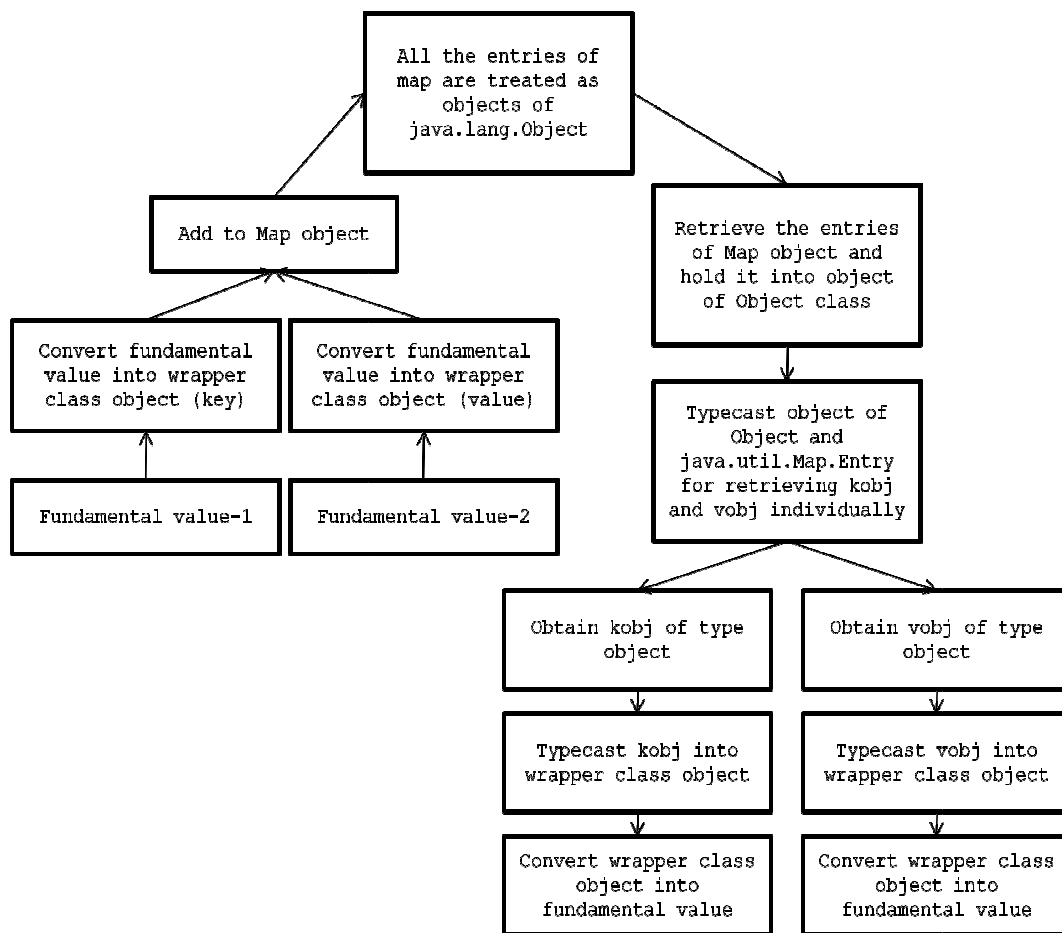 All the entries of
map are treated as
objects of
java.lang.Object
Add to Map object
Retrieve the entries
of Map object and
hold it into object
of Object class
Convert fundamental
value into wrapper
class object (key)
Convert fundamental
value into wrapper
class object (value)
Typecast object of
Object and
java.util.Map.Entry
for retrieving kobj
and vobj individually
Fundamental value-1
Fundamental value-2
Obtain kobj of type
object
Obtain vobj of type
object
Typecast kobj into
wrapper class object
Typecast vobj into
wrapper class object
Convert wrapper class
object into
fundamental value
Convert wrapper class
object into
fundamental value